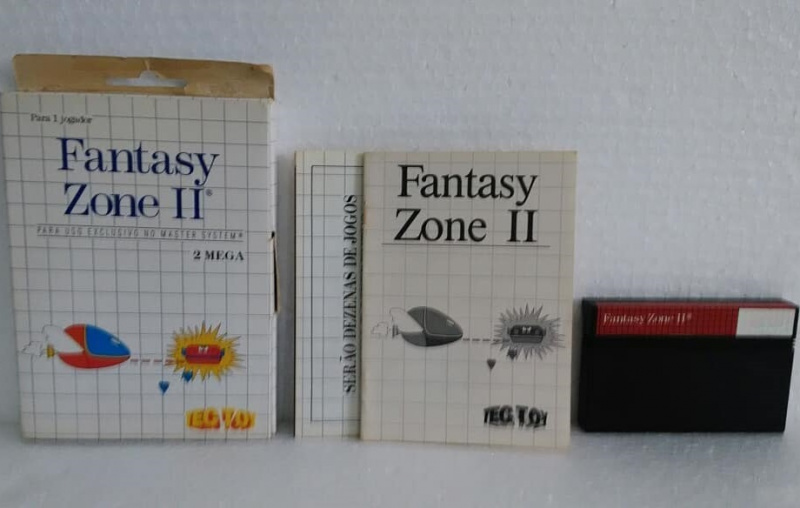 Para 1 jogador
Fantasy
Zone II®
PARA USO EXCLUSIVO NO MASTER SYSTEM®
2 MEGA
TEC TOY
SERÃO DEZENAS DE JOGOS
Fantasy
Zone II
TEC TOY
Fantasy Zone II®